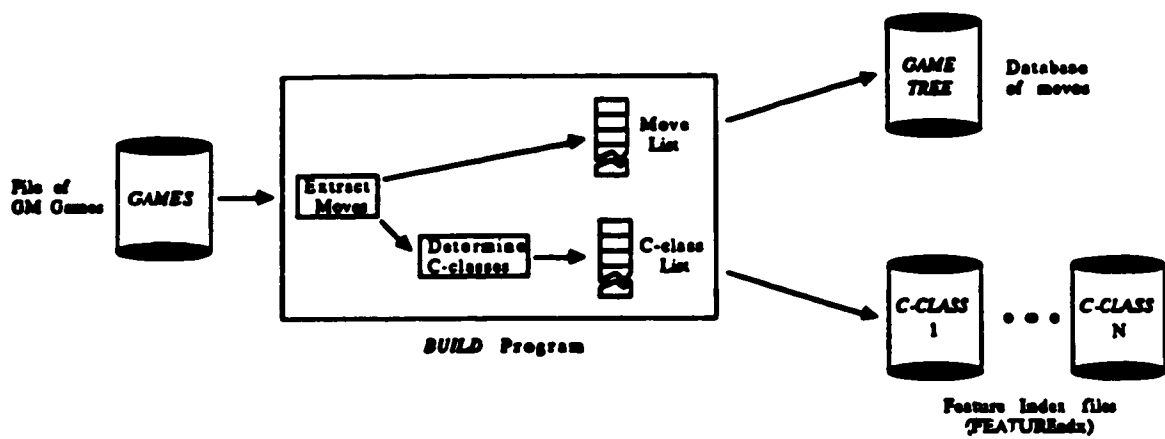 File of
GM Games
GAMES
Extract
Moves
Determine
C-classes
Move
List
C-class
List
BUILD Program
GAME
TREE
Database
of moves
C-CLASS
1
C-CLASS
N
Feature Index files
(FEATUREndx)